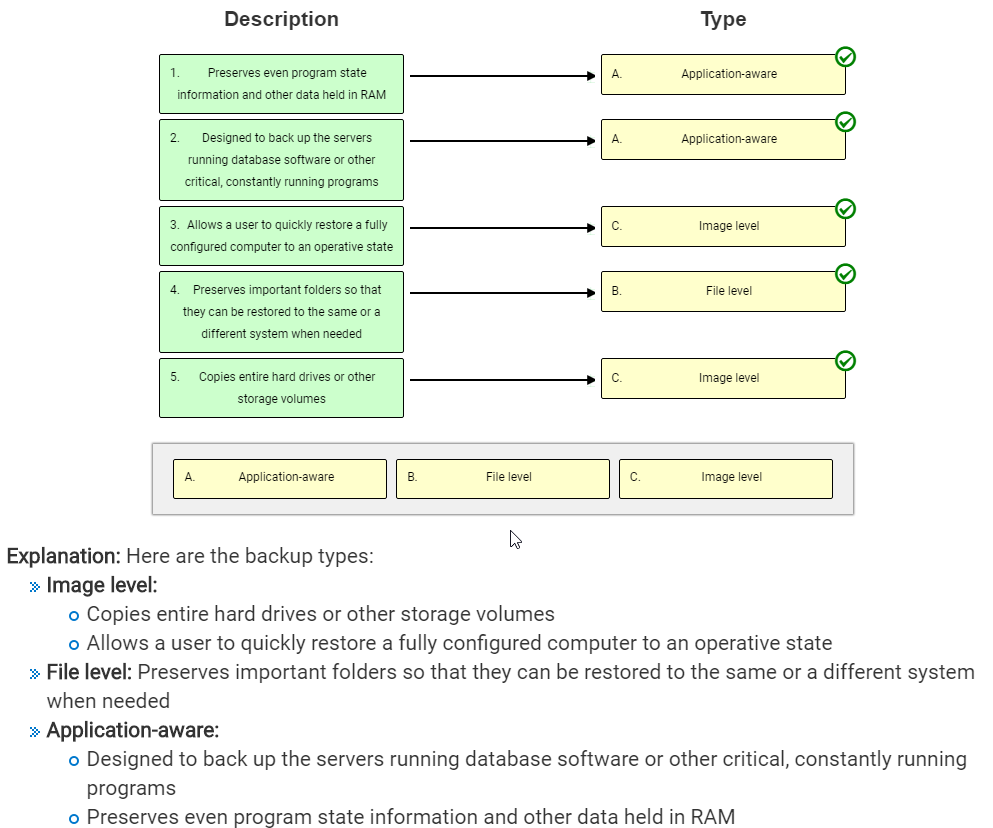 Description
Type
1. Preserves even program state
information and other data held in RAM
A. Application-aware
2. Designed to back up the servers
running database software or other
critical, constantly running programs
A. Application-aware
3. Allows a user to quickly restore a fully
configured computer to an operative state
C. Image level
4. Preserves important folders so that
they can be restored to the same or a
different system when needed
B. File level
5. Copies entire hard drives or other
storage volumes
C. Image level
A. Application-aware
B. File level
C. Image level
Explanation: Here are the backup types:
Image level:
Copies entire hard drives or other storage volumes
Allows a user to quickly restore a fully configured computer to an operative state
File level: Preserves important folders so that they can be restored to the same or a different system
when needed
Application-aware:
Designed to back up the servers running database software or other critical, constantly running
programs
Preserves even program state information and other data held in RAM